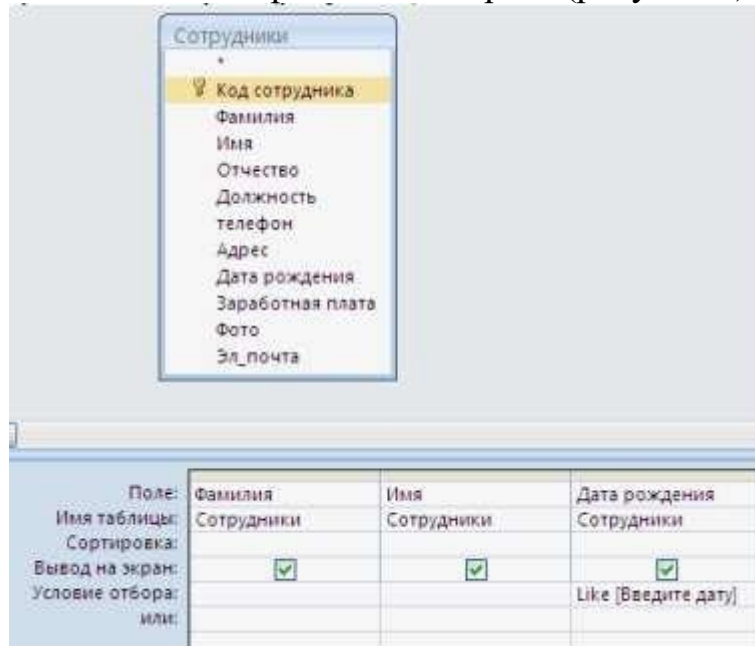 Сотрудники
*
Код сотрудника
Фамилия
Имя
Отчество
Должность
телефон
Адрес
Дата рождения
Заработная плата
Фото
Эл_почта
Поле: Фамилия Имя Дата рождения
Имя таблицы: Сотрудники Сотрудники Сотрудники
Сортировка:
Вывод на экран:
Условие отбора: Like [Введите дату]
или: